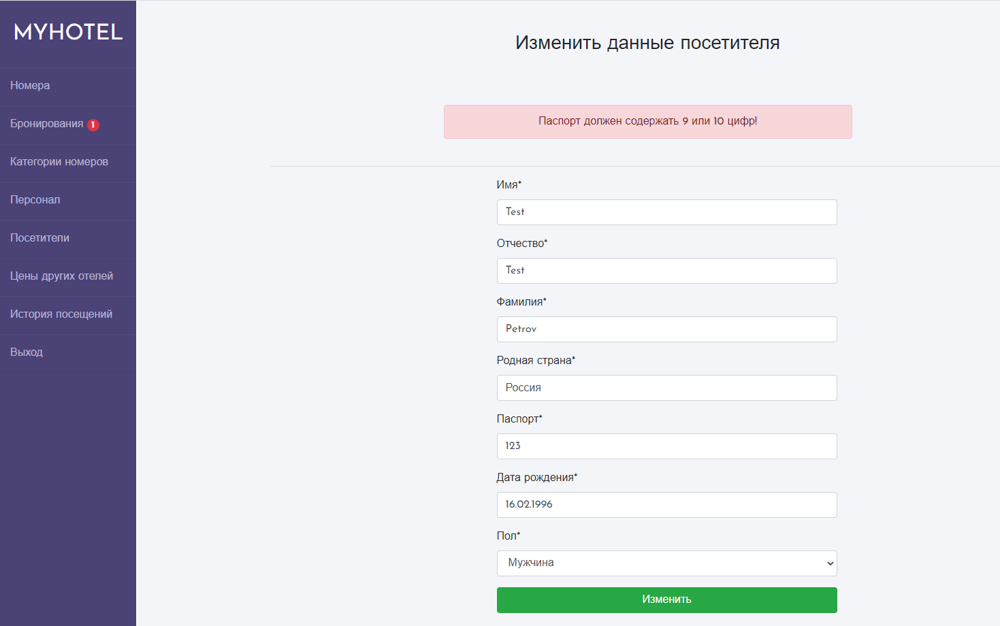 MYHOTEL
Номера
Бронирования 1
Категории номеров
Персонал
Посетители
Цены других отелей
История посещений
Выход
Изменить данные посетителя
Паспорт должен содержать 9 или 10 цифр!
Имя*
Test
Отчество*
Test
Фамилия*
Petrov
Родная страна*
Россия
Паспорт*
123
Дата рождения*
16.02.1996
Пол*
Мужчина
Изменить